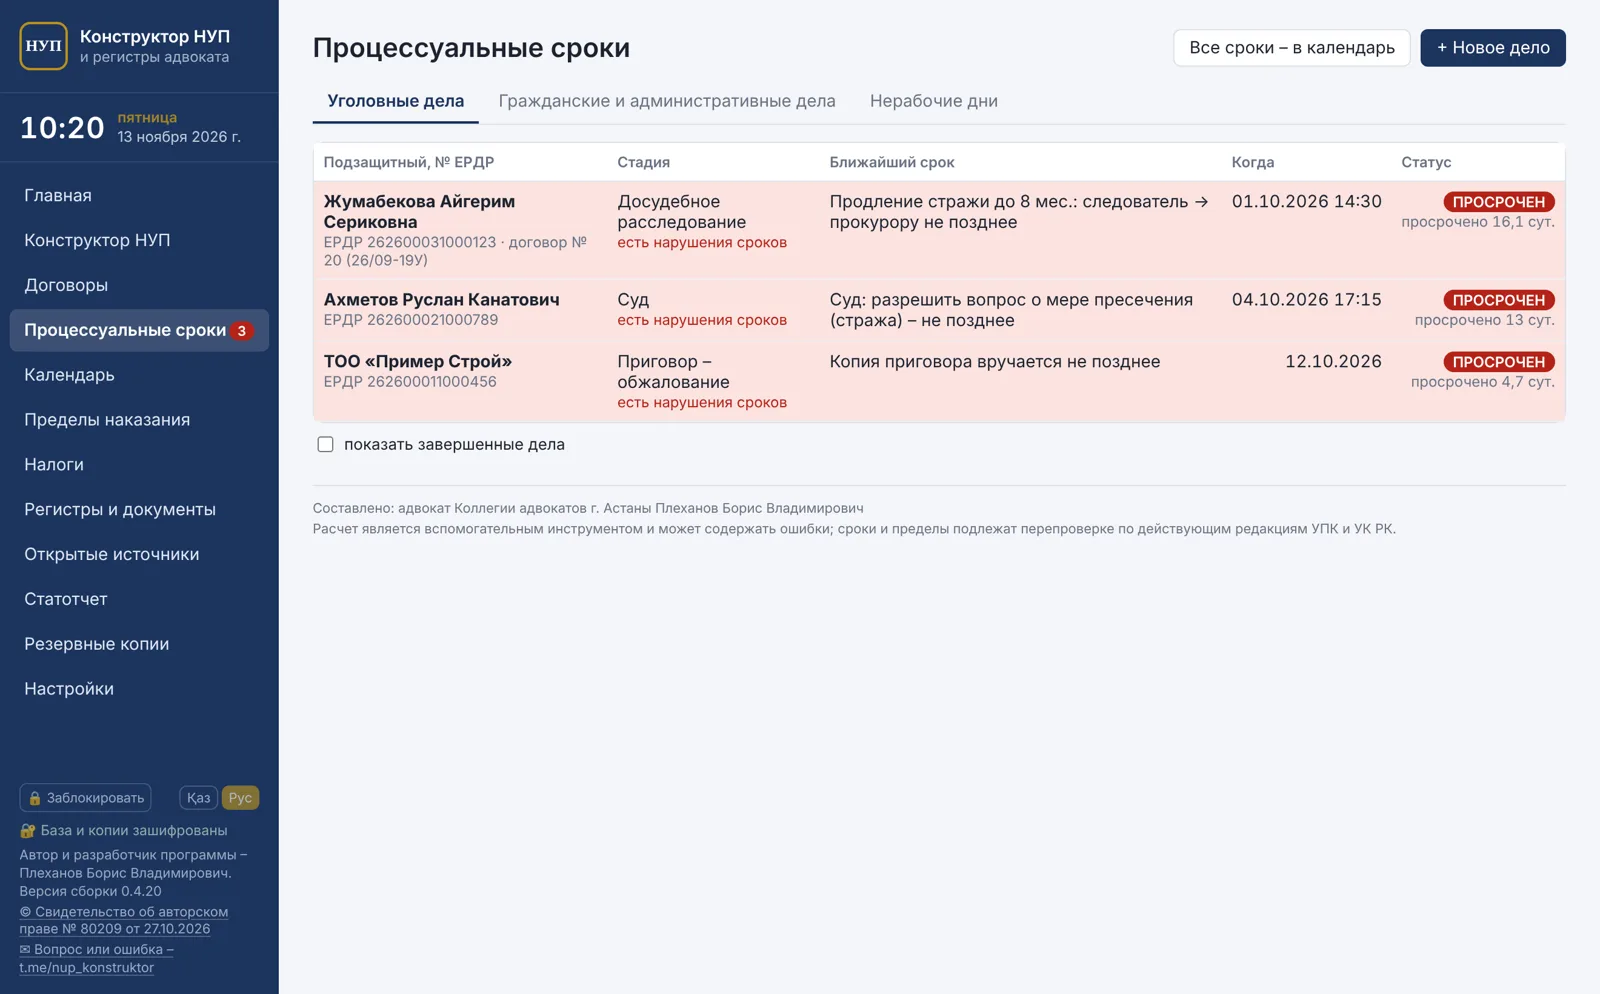 НУП
Конструктор НУП
и регистры адвоката
10:20
пятница
13 ноября 2026 г.
Главная
Конструктор НУП
Договоры
Процессуальные сроки 3
Календарь
Пределы наказания
Налоги
Регистры и документы
Открытые источники
Статотчет
Резервные копии
Настройки
🔒 Заблокировать
Қаз Рус
🔐 База и копии зашифрованы
Автор и разработчик программы –
Плеханов Борис Владимирович.
Версия сборки 0.4.20
© Свидетельство об авторском
праве № 80209 от 27.10.2026
✉ Вопрос или ошибка –
t.me/nup_konstruktor
Процессуальные сроки
Все сроки – в календарь
+ Новое дело
Уголовные дела Гражданские и административные дела Нерабочие дни
Подзащитный, № ЕРДР Стадия Ближайший срок Когда Статус
Жумабекова Айгерим
Сериковна
ЕРДР 262600031000123 · договор №
20 (26/09-19У)
Досудебное
расследование
есть нарушения сроков
Продление стражи до 8 мес.: следователь →
прокурору не позднее
01.10.2026 14:30
ПРОСРОЧЕН
просрочено 16,1 сут.
Ахметов Руслан Канатович
ЕРДР 262600021000789
Суд
есть нарушения сроков
Суд: разрешить вопрос о мере пресечения
(стража) – не позднее
04.10.2026 17:15
ПРОСРОЧЕН
просрочено 13 сут.
ТОО «Пример Строй»
ЕРДР 262600011000456
Приговор –
обжалование
есть нарушения сроков
Копия приговора вручается не позднее
12.10.2026
ПРОСРОЧЕН
просрочено 4,7 сут.
показать завершенные дела
Составлено: адвокат Коллегии адвокатов г. Астаны Плеханов Борис Владимирович
Расчет является вспомогательным инструментом и может содержать ошибки; сроки и пределы подлежат перепроверке по действующим редакциям УПК и УК РК.